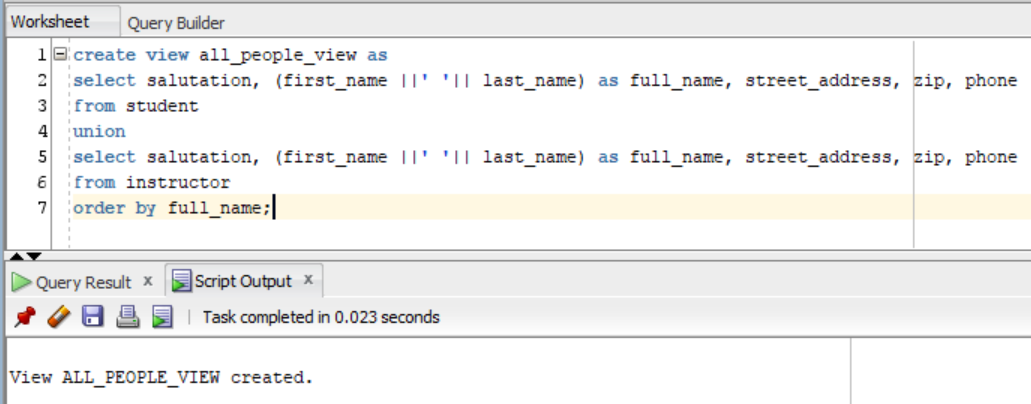 Worksheet Query Builder
1 create view all_people_view as
2 select salutation, (first_name ||' '|| last_name) as full_name, street_address, zip, phone
3 from student
4 union
5 select salutation, (first_name ||' '|| last_name) as full_name, street_address, zip, phone
6 from instructor
7 order by full_name;
Query Result x Script Output x
Task completed in 0.023 seconds
View ALL_PEOPLE_VIEW created.